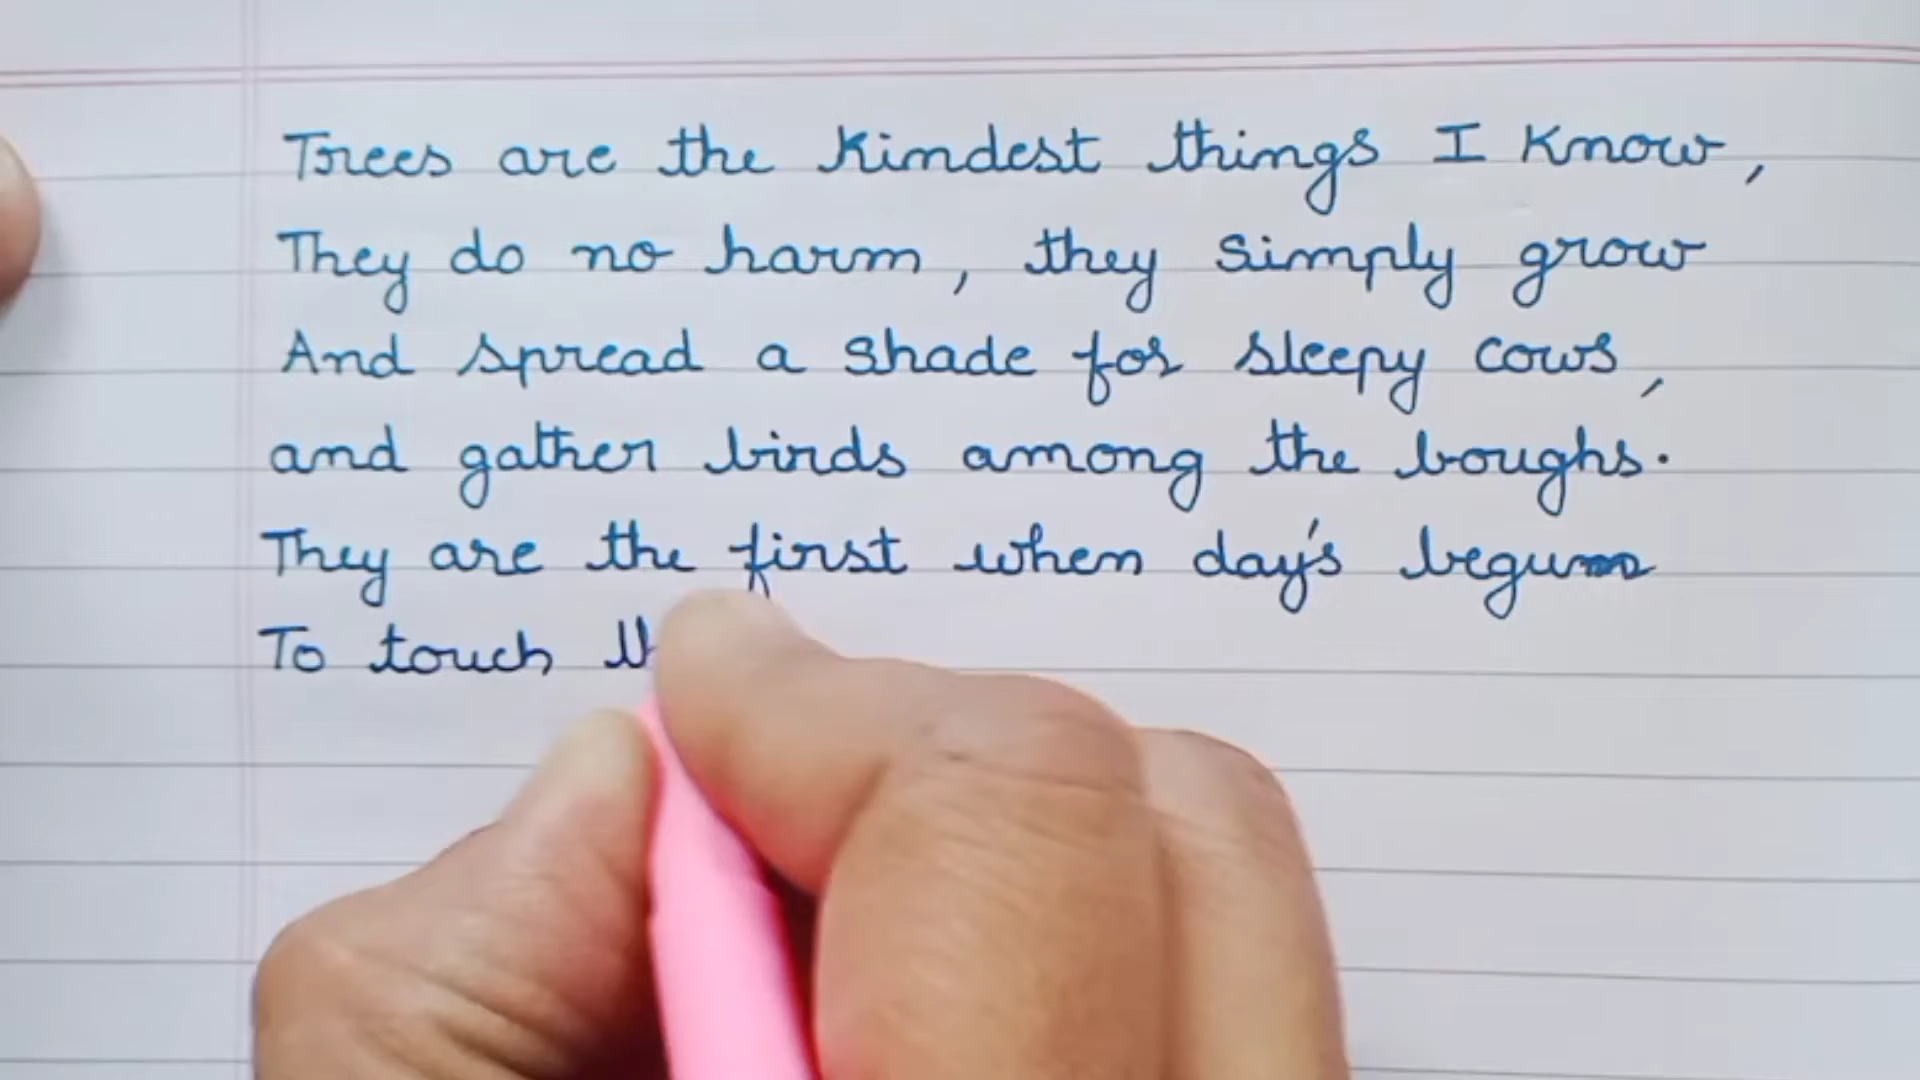 Trees are the kindest things I know,
They do no harm, they simply grow
And spread a shade for sleepy cows,
and gather birds among the boughs.
They are the first when day's begun
To touch th